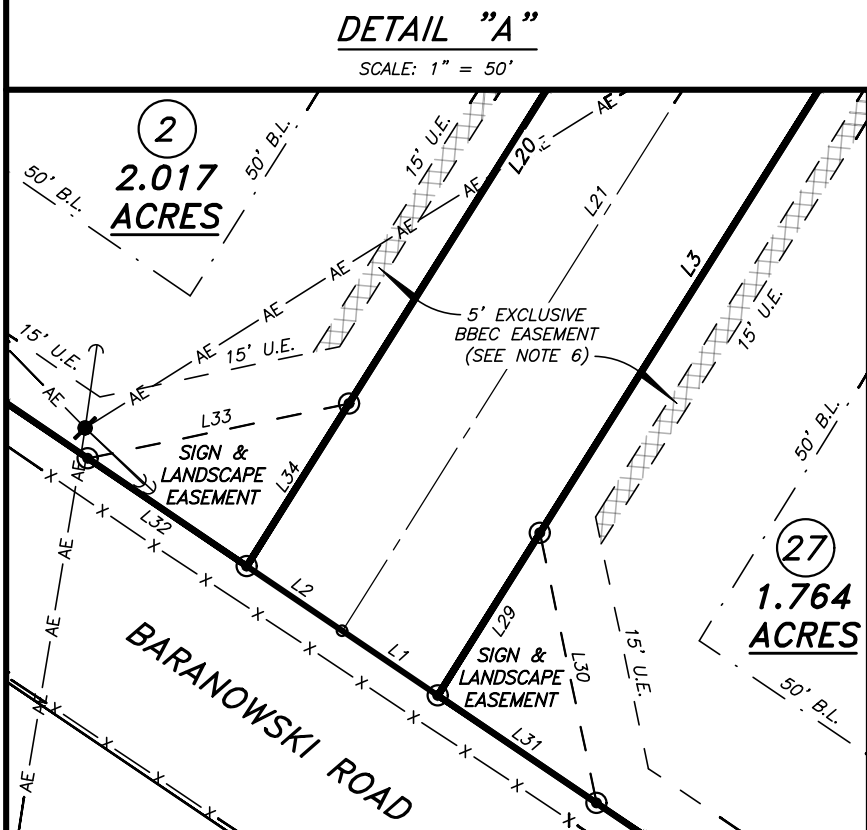 DETAIL "A"
SCALE: 1" = 50'
2
2.017
ACRES
50' B.L.
50' B.L.
15' U.E.
L20
AE
AE
AE
AE
AE
AE
AE
AE
L21
L3
5' EXCLUSIVE
BBEC EASEMENT
(SEE NOTE 6)
15' U.E.
15' U.E.
15' U.E.
AE
L33
SIGN &
LANDSCAPE
EASEMENT
L34
AE
L32
50' B.L.
27
1.764
ACRES
X
X
X
X
X
X
X
X
X
X
X
AE
L2
L1
L29
SIGN &
LANDSCAPE
EASEMENT
L30
15' U.E.
50' B.L.
L31
AE
BARANOWSKI ROAD
AE
AE
X
X
X
X